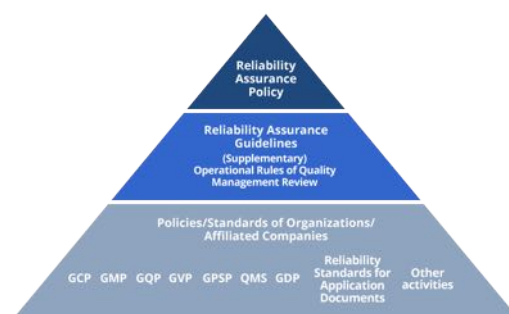 Reliability
Assurance
Policy
Reliability Assurance
Guidelines
(Supplementary)
Operational Rules of Quality
Management Review
Policies/Standards of Organizations/
Affiliated Companies
GCP GMP GQP GVP GPSP QMS GDP
Reliability
Standards for
Application
Documents
Other
activities